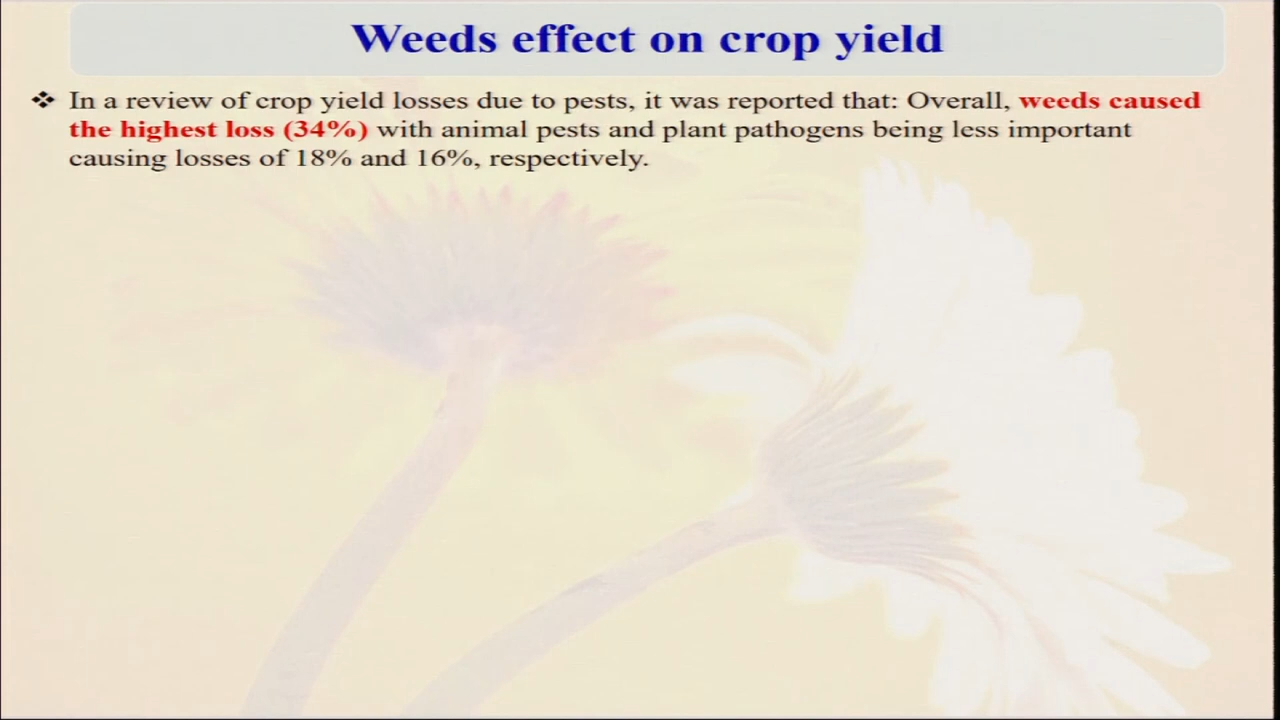 Weeds effect on crop yield
❖ In a review of crop yield losses due to pests, it was reported that: Overall, weeds caused
the highest loss (34%) with animal pests and plant pathogens being less important
causing losses of 18% and 16%, respectively.